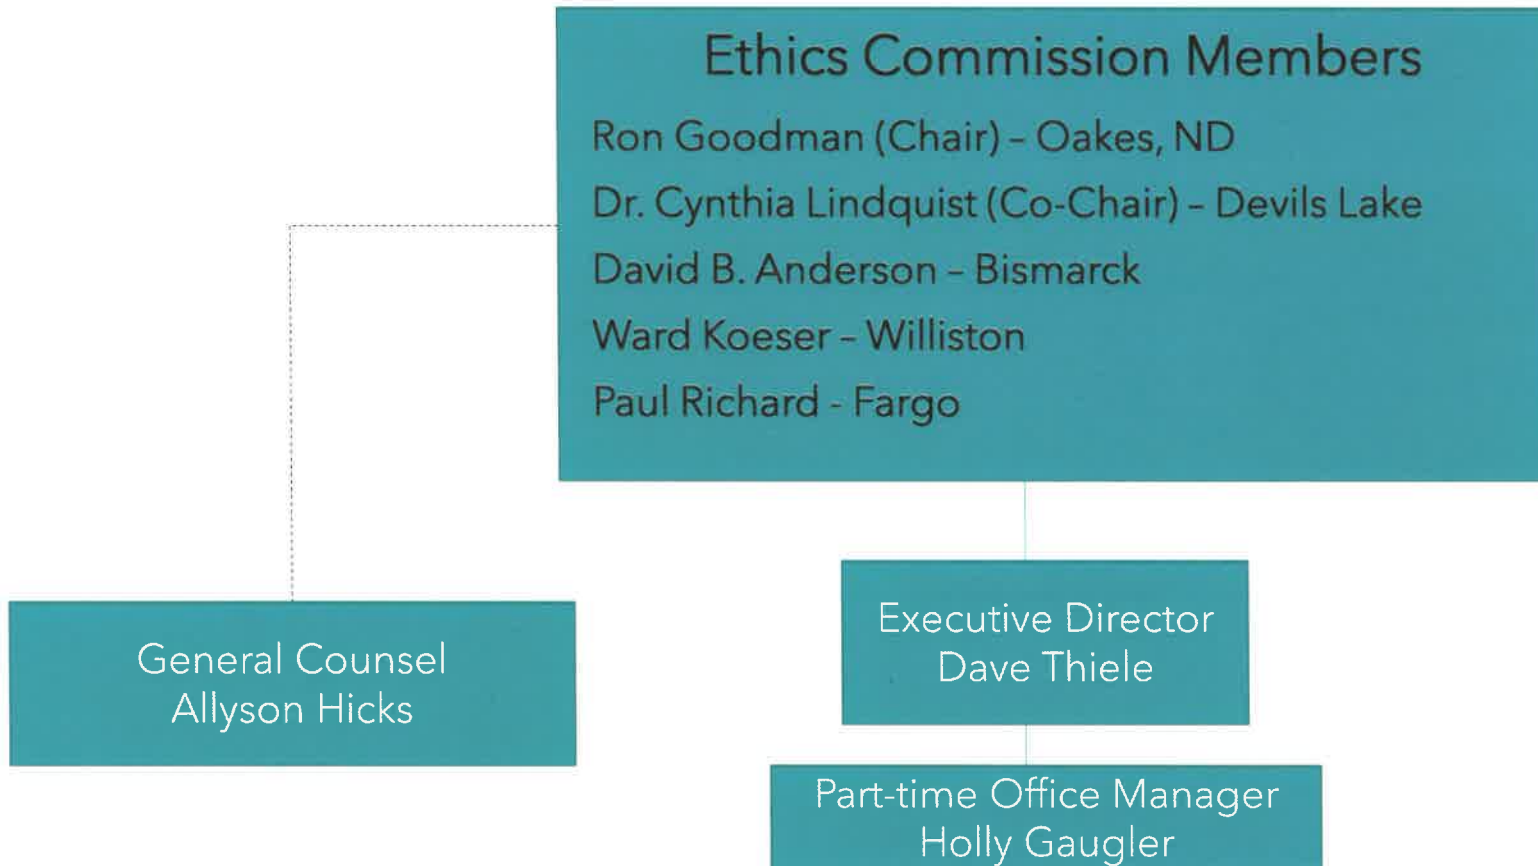 Ethics Commission Members
Ron Goodman (Chair) – Oakes, ND
Dr. Cynthia Lindquist (Co-Chair) – Devils Lake
David B. Anderson – Bismarck
Ward Koeser – Williston
Paul Richard - Fargo
General Counsel
Allyson Hicks
Executive Director
Dave Thiele
Part-time Office Manager
Holly Gaugler